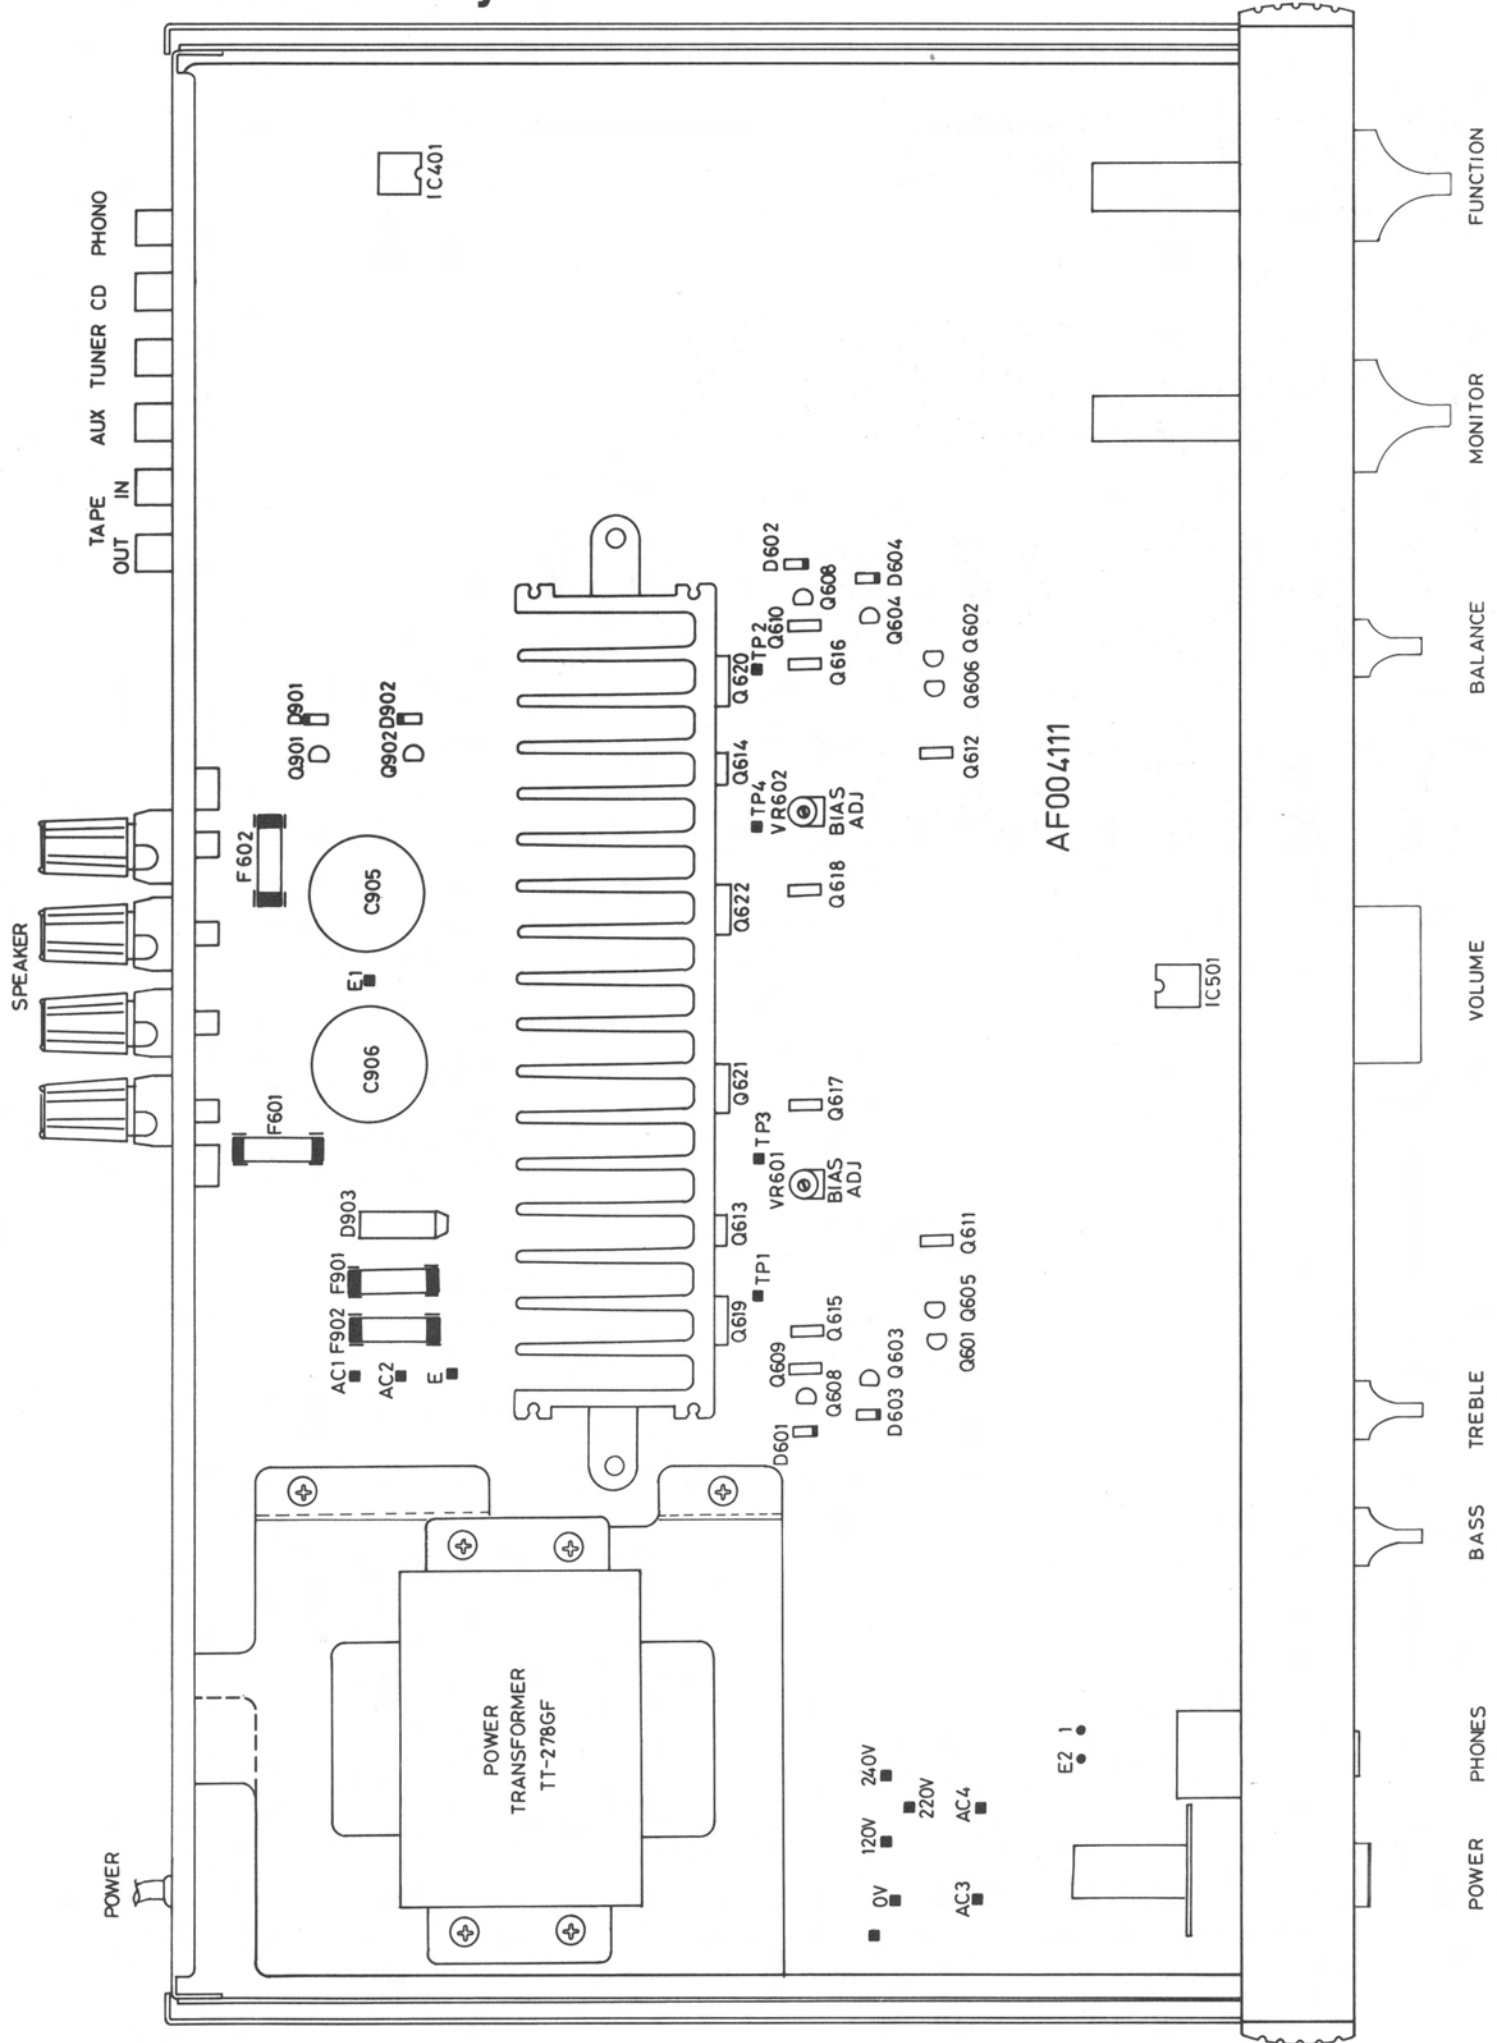 SPEAKER
POWER
TAPE
OUT
IN
AUX
TUNER
CD
PHONO
F601
F602
Q901
D901
Q902
D902
IC401
C906
E1
C905
D903
F901
F902
AC1
AC2
E
POWER
TRANSFORMER
TT-278GF
Q619
Q613
Q621
Q622
Q614
Q620
TP1
TP3
TP4
TP2
VR601
BIAS
ADJ
VR602
BIAS
ADJ
D601
Q608
Q609
Q615
Q617
Q618
Q616
Q610
Q608
D602
D603
Q603
Q604
D604
Q601
Q605
Q611
Q612
Q606
Q602
0V
120V
240V
220V
AC3
AC4
E2
1
AF004111
IC501
POWER
PHONES
BASS
TREBLE
VOLUME
BALANCE
MONITOR
FUNCTION